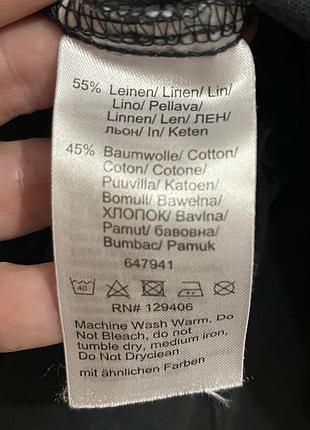 55% Leinen/ Linen/ Lin/
Lino/ Pellava/
Linnen/ Len/ ЛЕН/
льон/ In/ Keten
45% Baumwolle/ Cotton/
Coton/ Cotone/
Puuvilla/ Katoen/
Bomull/ Bawełna/
ХЛОПОК/ Bavlna/
Pamut/ бавовна/
Bumbac/ Pamuk
647941
40
RN# 129406
Machine Wash Warm, Do
Not Bleach, do not
tumble dry, medium iron,
Do Not Dryclean
mit ähnlichen Farben